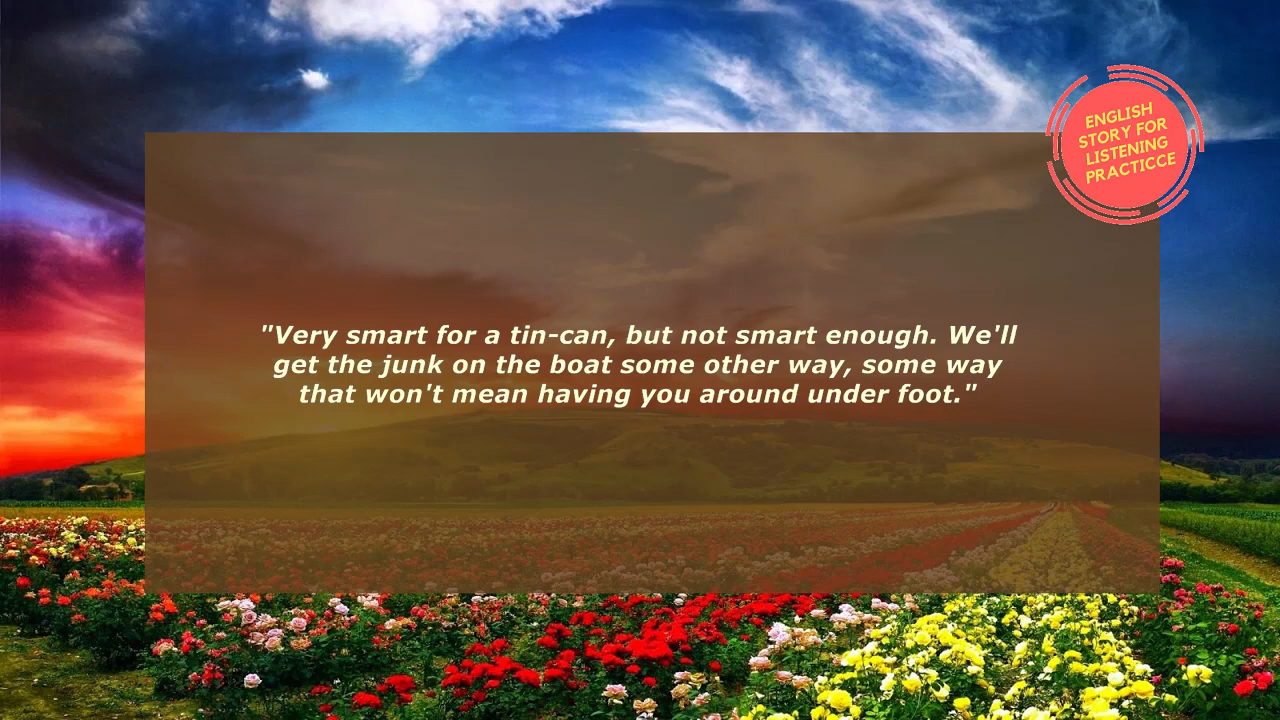 ENGLISH
STORY FOR
LISTENING
PRACTICCE
"Very smart for a tin-can, but not smart enough. We'll
get the junk on the boat some other way, some way
that won't mean having you around under foot."